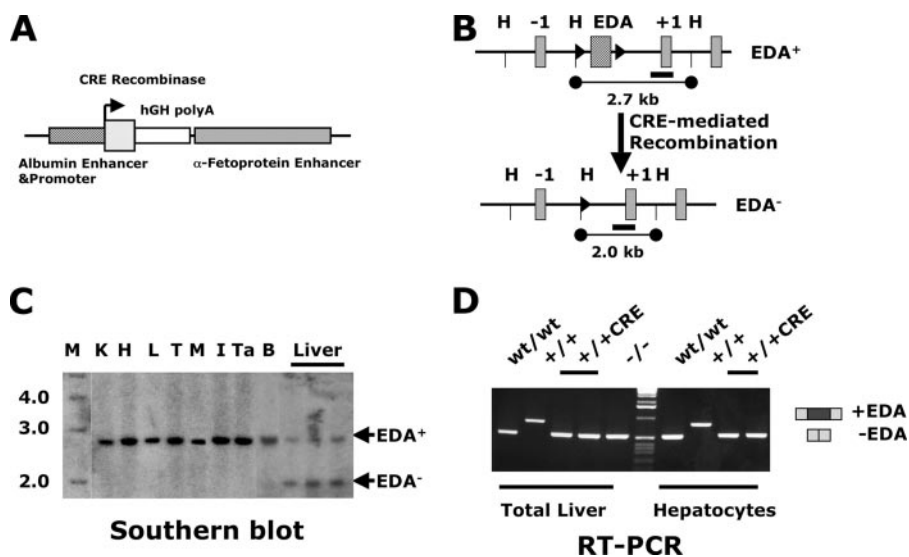 A
CRE Recombinase
hGH polyA
Albumin Enhancer
&Promoter
α-Fetoprotein Enhancer
B
H -1 H EDA +1 H
EDA⁺
2.7 kb
CRE-mediated
Recombination
H -1 H +1 H
EDA⁻
2.0 kb
C
M K H L T M I Ta B Liver
4.0
3.0
2.0
EDA⁺
EDA⁻
Southern blot
D
wt/wt +/+ +/+CRE -/- wt/wt +/+ +/+CRE
+EDA
-EDA
Total Liver Hepatocytes
RT-PCR